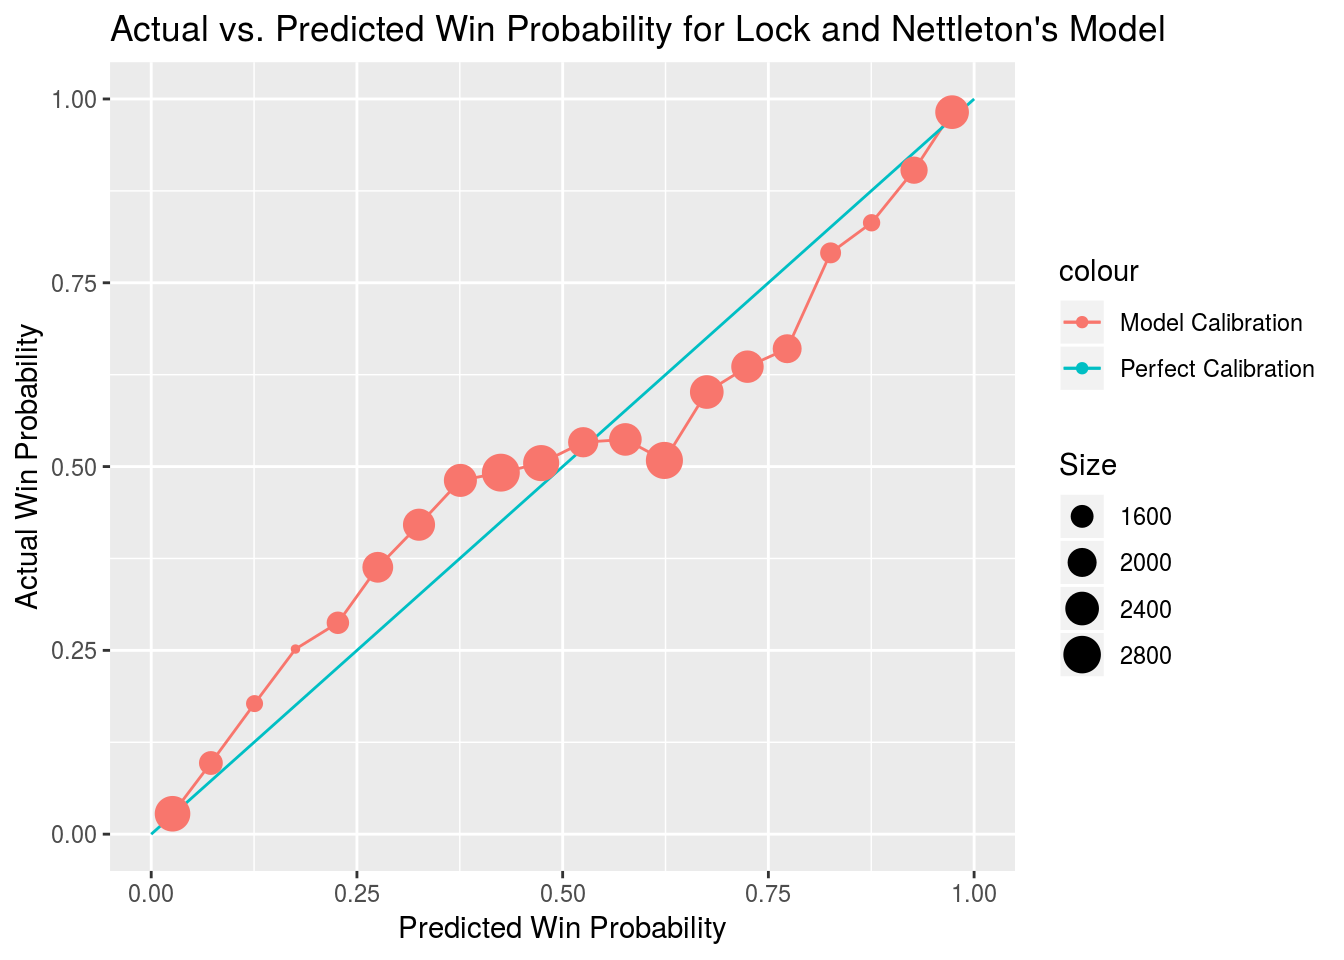 Actual vs. Predicted Win Probability for Lock and Nettleton's Model
Actual Win Probability
1.00
0.75
0.50
0.25
0.00
0.00
0.25
0.50
0.75
1.00
Predicted Win Probability
colour
Model Calibration
Perfect Calibration
Size
1600
2000
2400
2800